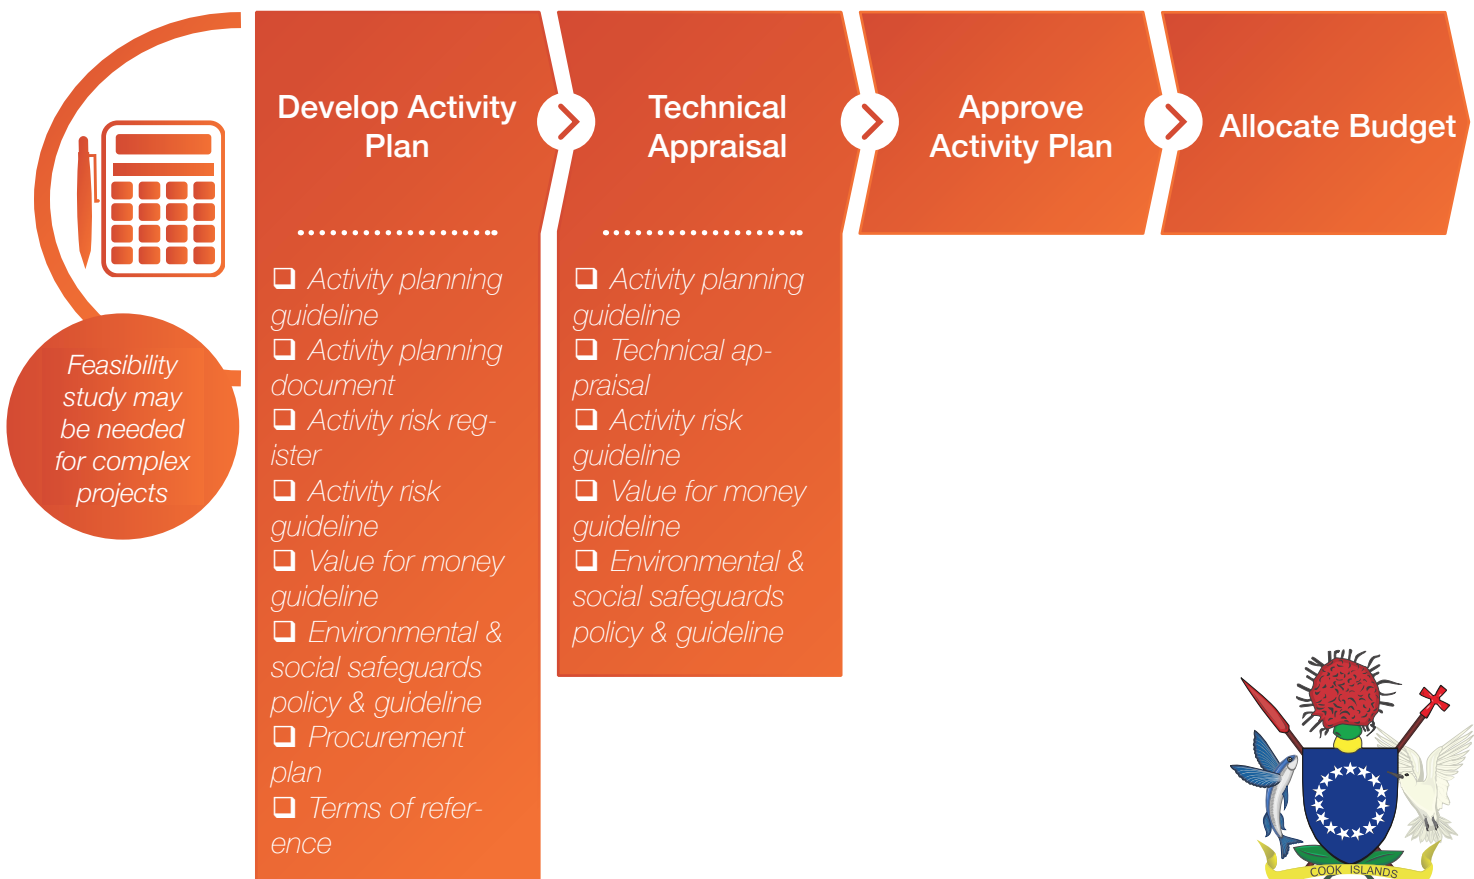 Develop Activity
Plan
Technical
Appraisal
Approve
Activity Plan
Allocate Budget
Feasibility
study may
be needed
for complex
projects
❑ Activity planning
guideline
❑ Activity planning
document
❑ Activity risk reg-
ister
❑ Activity risk
guideline
❑ Value for money
guideline
❑ Environmental &
social safeguards
policy & guideline
❑ Procurement
plan
❑ Terms of refer-
ence
❑ Activity planning
guideline
❑ Technical ap-
praisal
❑ Activity risk
guideline
❑ Value for money
guideline
❑ Environmental &
social safeguards
policy & guideline
COOK ISLANDS